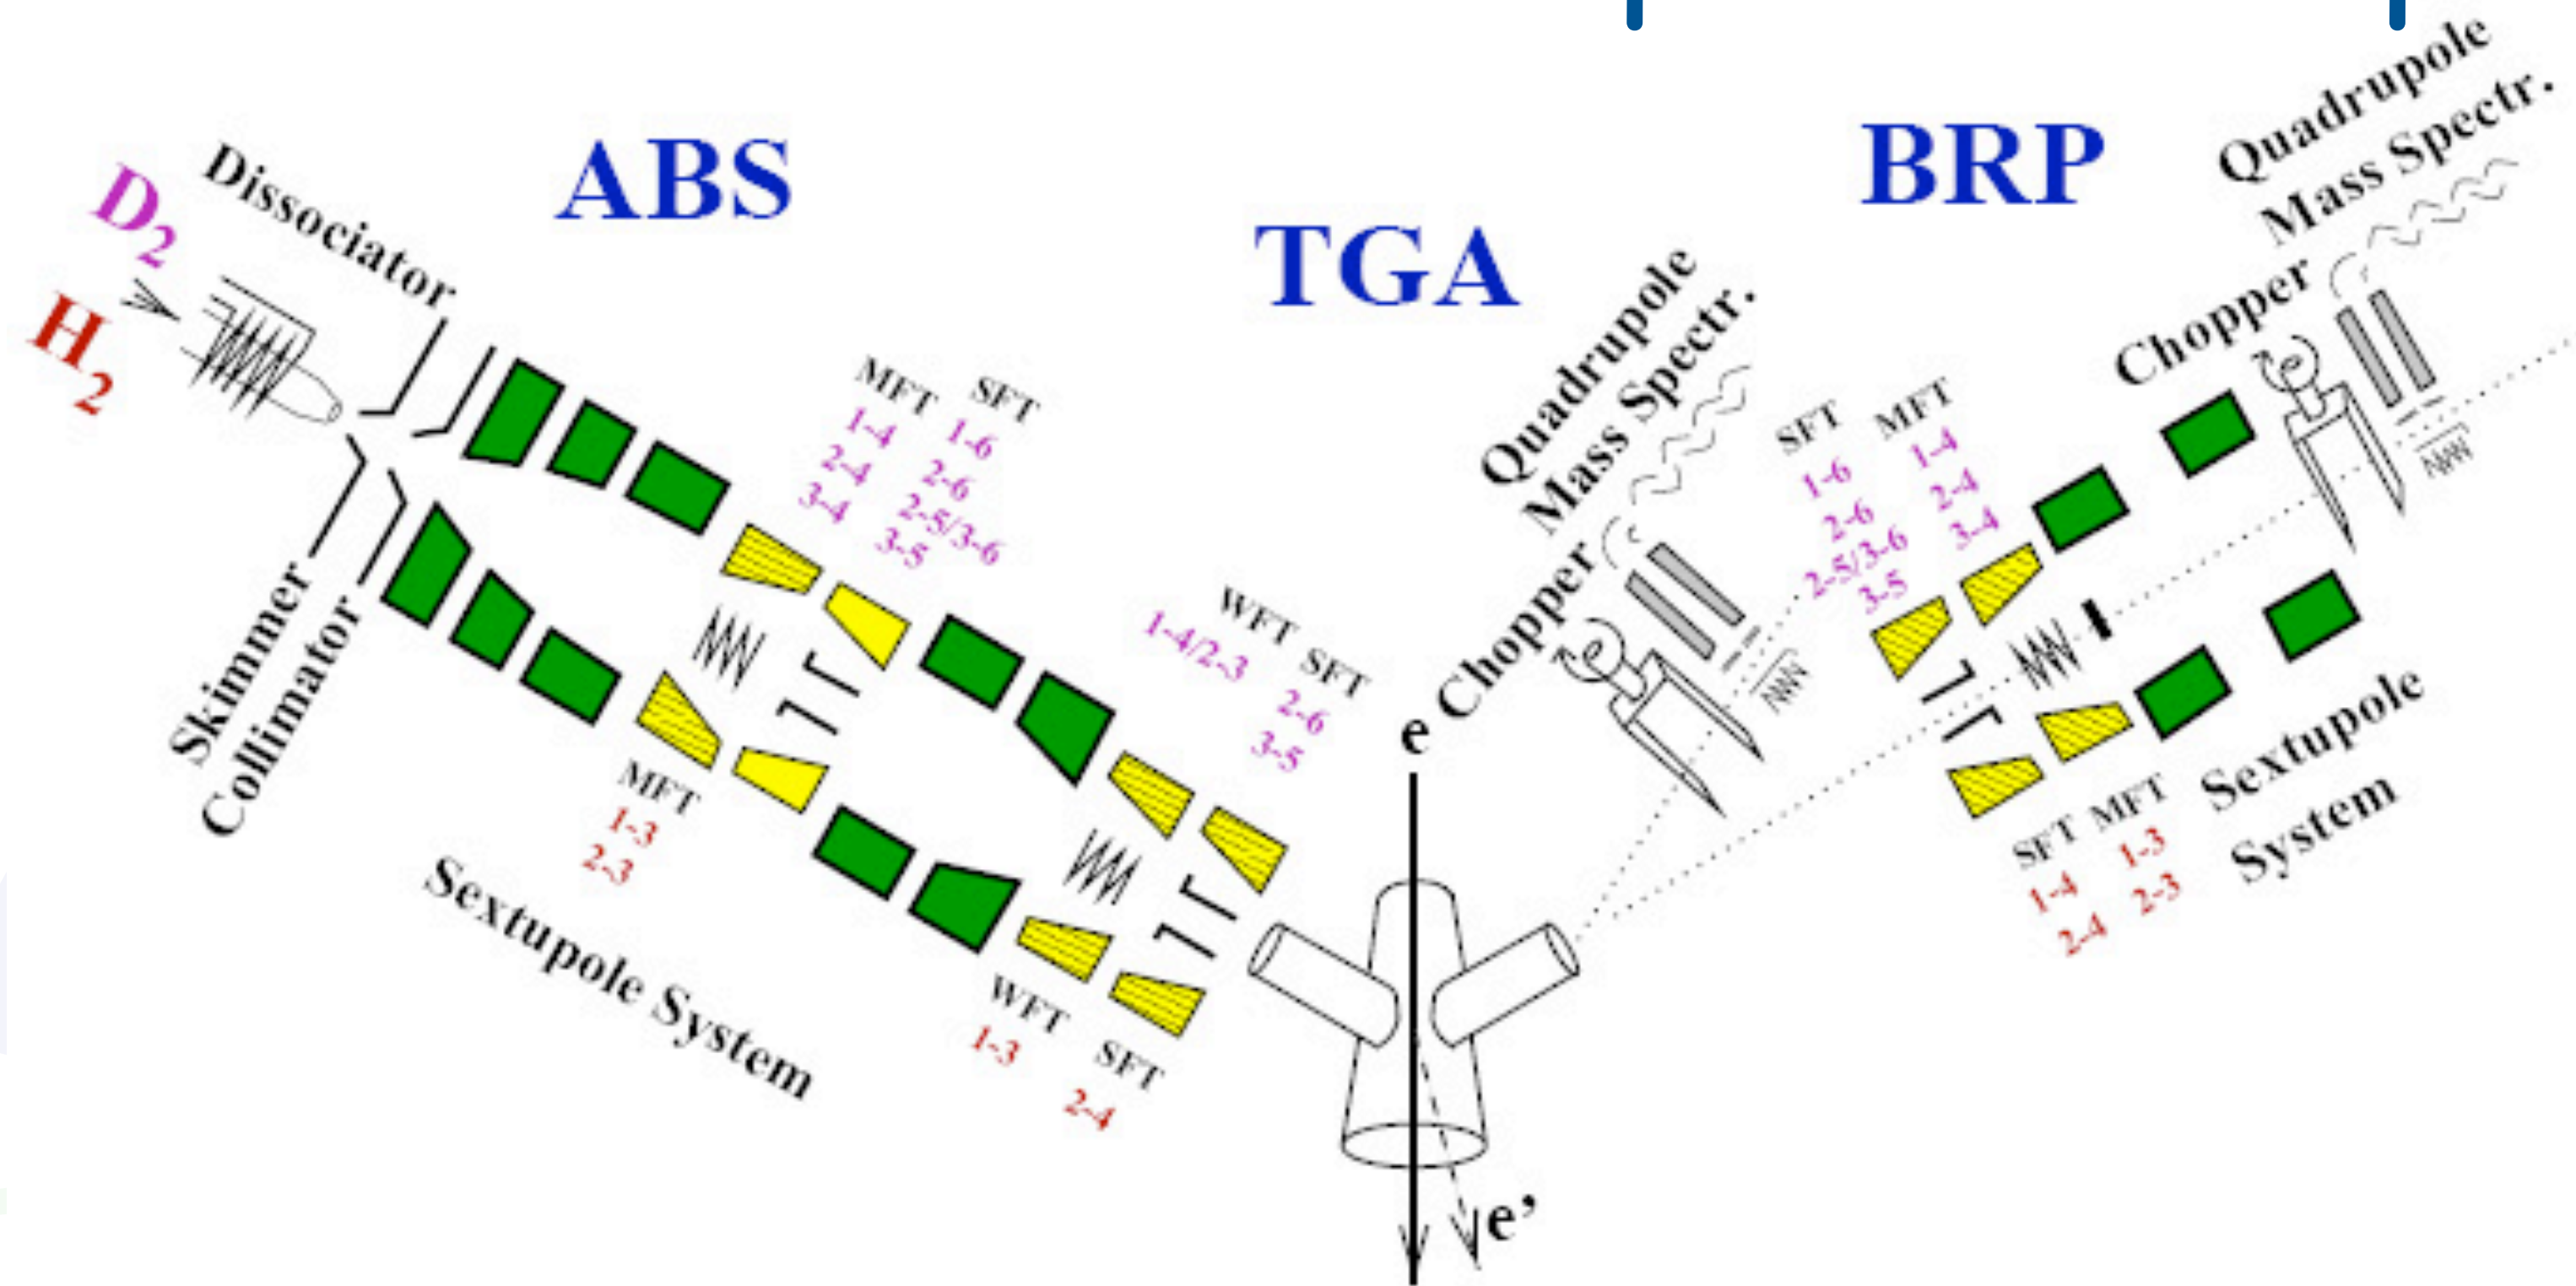 D2
H2
Dissociator
ABS
Skimmer
Collimator
MFT
1-4
2-4
3-4
SFT
1-6
2-6
2-5/3-6
3-5
MFT
1-3
2-3
Sextupole System
WFT
1-4/2-3
SFT
2-6
3-5
WFT
1-3
SFT
2-4
TGA
Quadrupole
Mass Spectr.
Chopper
e
e’
BRP
Quadrupole
Mass Spectr.
Chopper
SFT
1-6
2-6
2-5/3-6
3-5
MFT
1-4
2-4
3-4
SFT
1-4
2-4
MFT
1-3
2-3
Sextupole
System